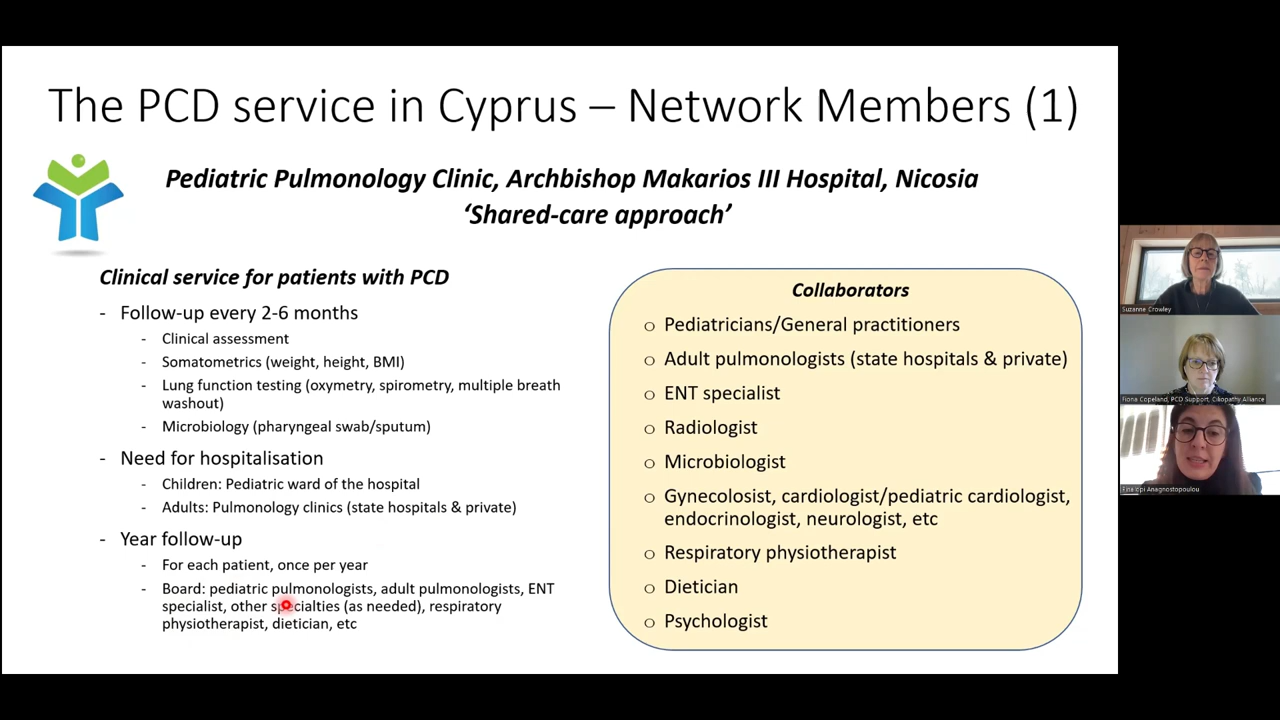 The PCD service in Cyprus – Network Members (1)
Pediatric Pulmonology Clinic, Archbishop Makarios III Hospital, Nicosia
‘Shared-care approach’
Clinical service for patients with PCD
- Follow-up every 2-6 months
- Clinical assessment
- Somatometrics (weight, height, BMI)
- Lung function testing (oxymetry, spirometry, multiple breath
washout)
- Microbiology (pharyngeal swab/sputum)
- Need for hospitalisation
- Children: Pediatric ward of the hospital
- Adults: Pulmonology clinics (state hospitals & private)
- Year follow-up
- For each patient, once per year
- Board: pediatric pulmonologists, adult pulmonologists, ENT
specialist, other specialties (as needed), respiratory
physiotherapist, dietician, etc
Collaborators
o Pediatricians/General practitioners
o Adult pulmonologists (state hospitals & private)
o ENT specialist
o Radiologist
o Microbiologist
o Gynecolosist, cardiologist/pediatric cardiologist,
endocrinologist, neurologist, etc
o Respiratory physiotherapist
o Dietician
o Psychologist
Suzanne Crowley
Fiona Copeland, PCD Support, Ciliopathy Alliance
Anagnostopoulou